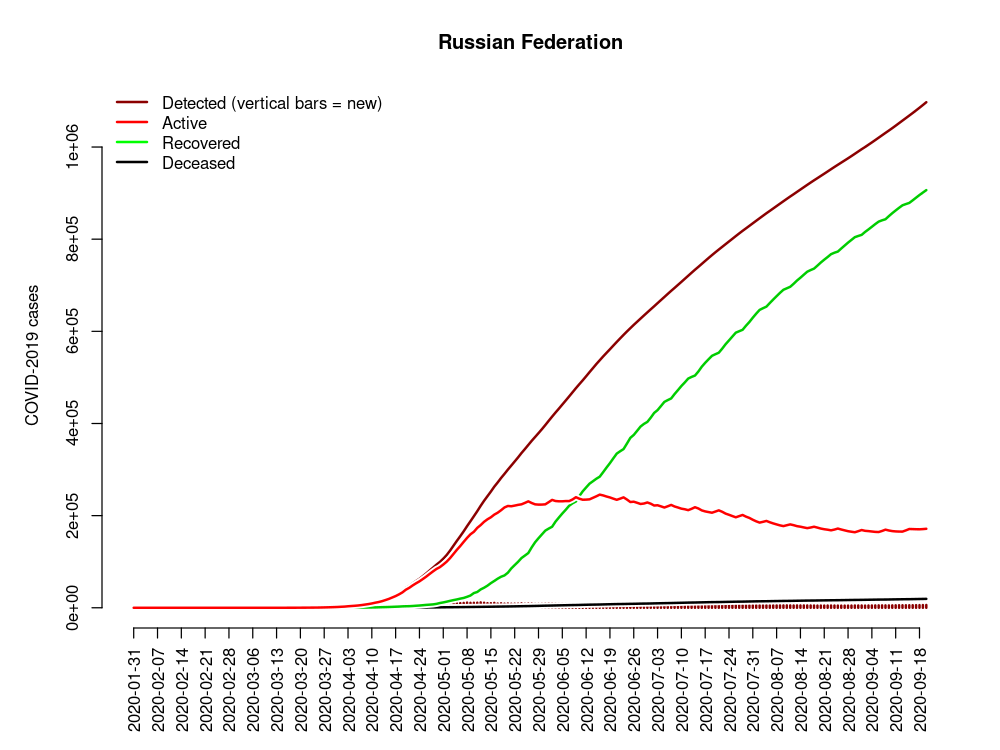 Russian Federation
Detected (vertical bars = new)
Active
Recovered
Deceased
COVID-2019 cases
1e+06
8e+05
6e+05
4e+05
2e+05
0e+00
2020-01-31
2020-02-07
2020-02-14
2020-02-21
2020-02-28
2020-03-06
2020-03-13
2020-03-20
2020-03-27
2020-04-03
2020-04-10
2020-04-17
2020-04-24
2020-05-01
2020-05-08
2020-05-15
2020-05-22
2020-05-29
2020-06-05
2020-06-12
2020-06-19
2020-06-26
2020-07-03
2020-07-10
2020-07-17
2020-07-24
2020-07-31
2020-08-07
2020-08-14
2020-08-21
2020-08-28
2020-09-04
2020-09-11
2020-09-18